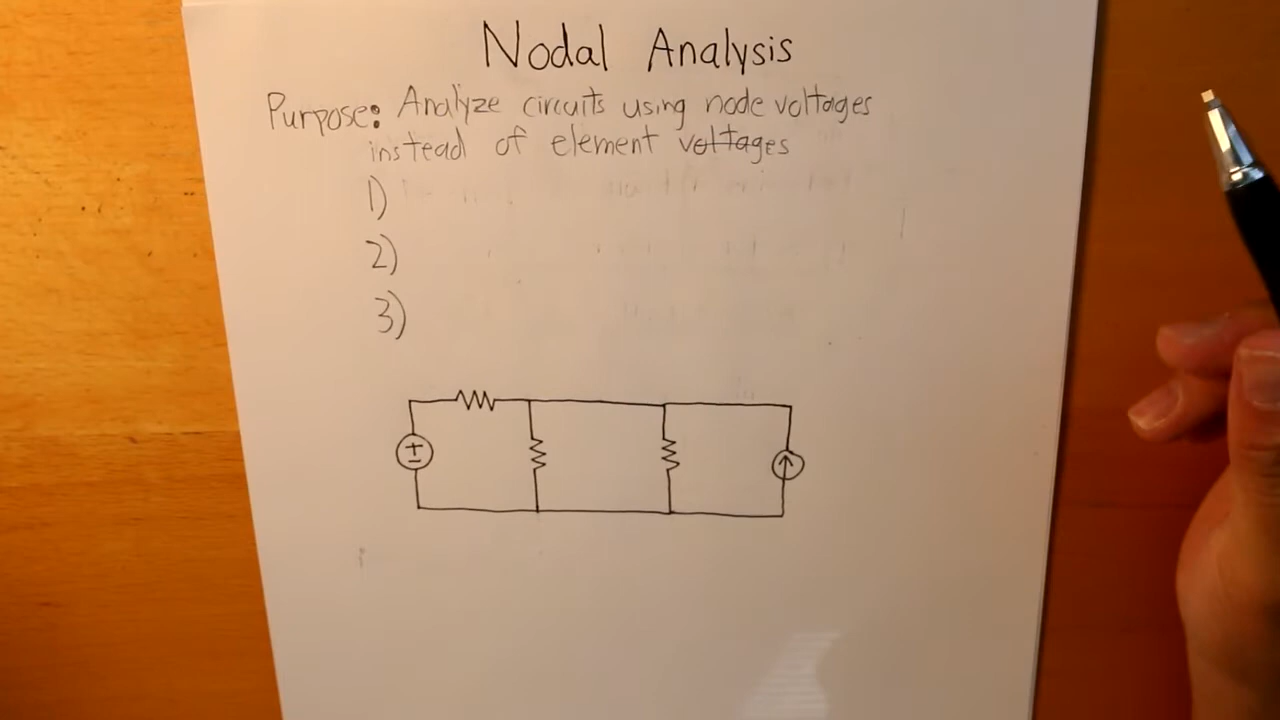 Nodal Analysis
Purpose: Analyze circuits using node voltages
instead of element voltages
1)
2)
3)